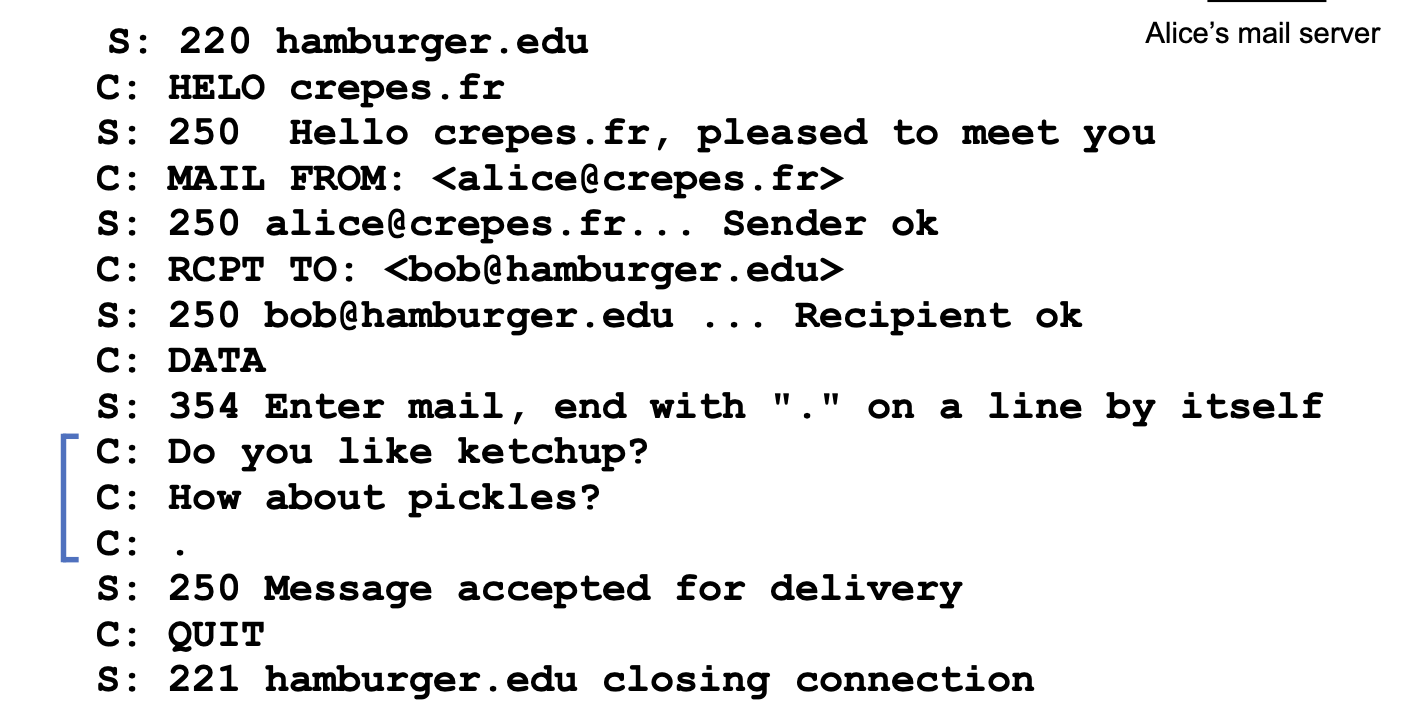 S: 220 hamburger.edu
Alice's mail server
C: HELO crepes.fr
S: 250  Hello crepes.fr, pleased to meet you
C: MAIL FROM: <alice@crepes.fr>
S: 250 alice@crepes.fr... Sender ok
C: RCPT TO: <bob@hamburger.edu>
S: 250 bob@hamburger.edu ... Recipient ok
C: DATA
S: 354 Enter mail, end with "." on a line by itself
C: Do you like ketchup?
C: How about pickles?
C: .
S: 250 Message accepted for delivery
C: QUIT
S: 221 hamburger.edu closing connection